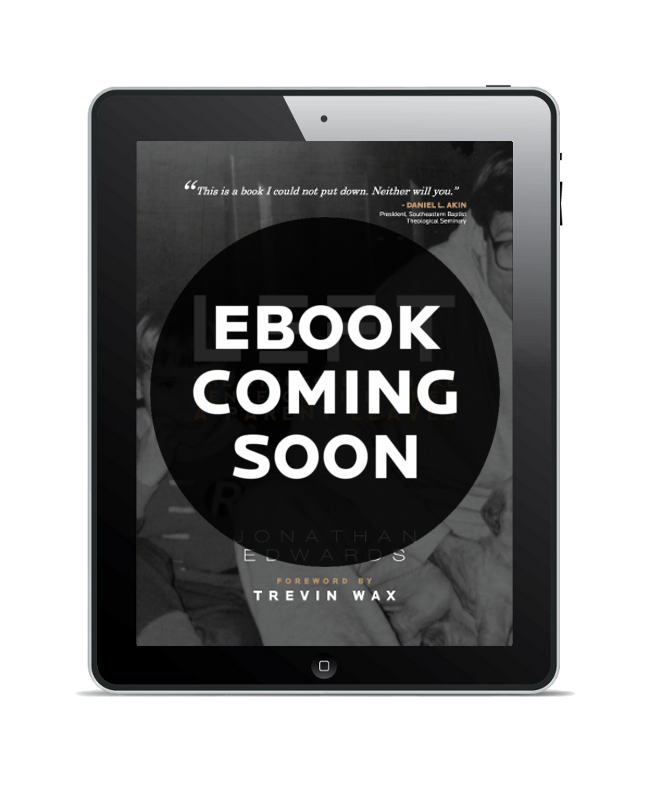 “This is a book I could not put down. Neither will you.”
- DANIEL L. AKIN
President, Southeastern Baptist
Theological Seminary
LEFT
EBOOK
COMING
SOON
JONATHAN
EDWARDS
FOREWORD BY
TREVIN WAX